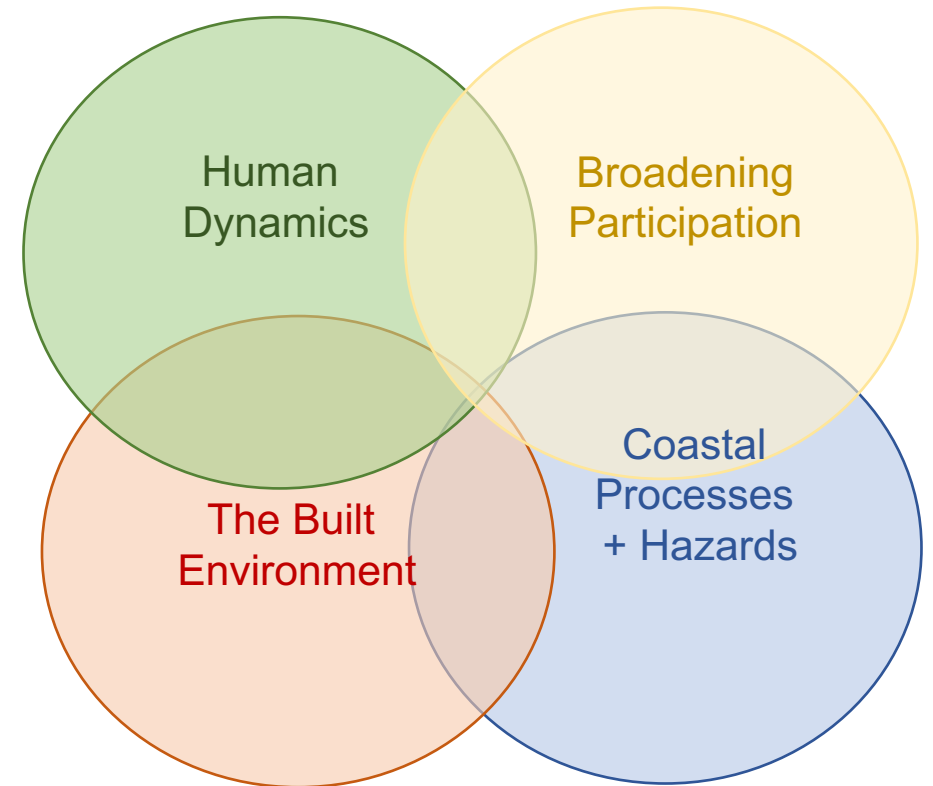 Human
Dynamics
Broadening
Participation
The Built
Environment
Coastal
Processes
+ Hazards